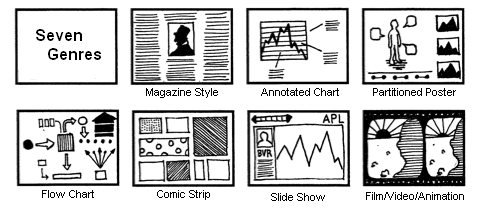 Seven
Genres
Magazine Style
Annotated Chart
Partitioned Poster
Flow Chart
Comic Strip
APL
BVR
Slide Show
Film/Video/Animation